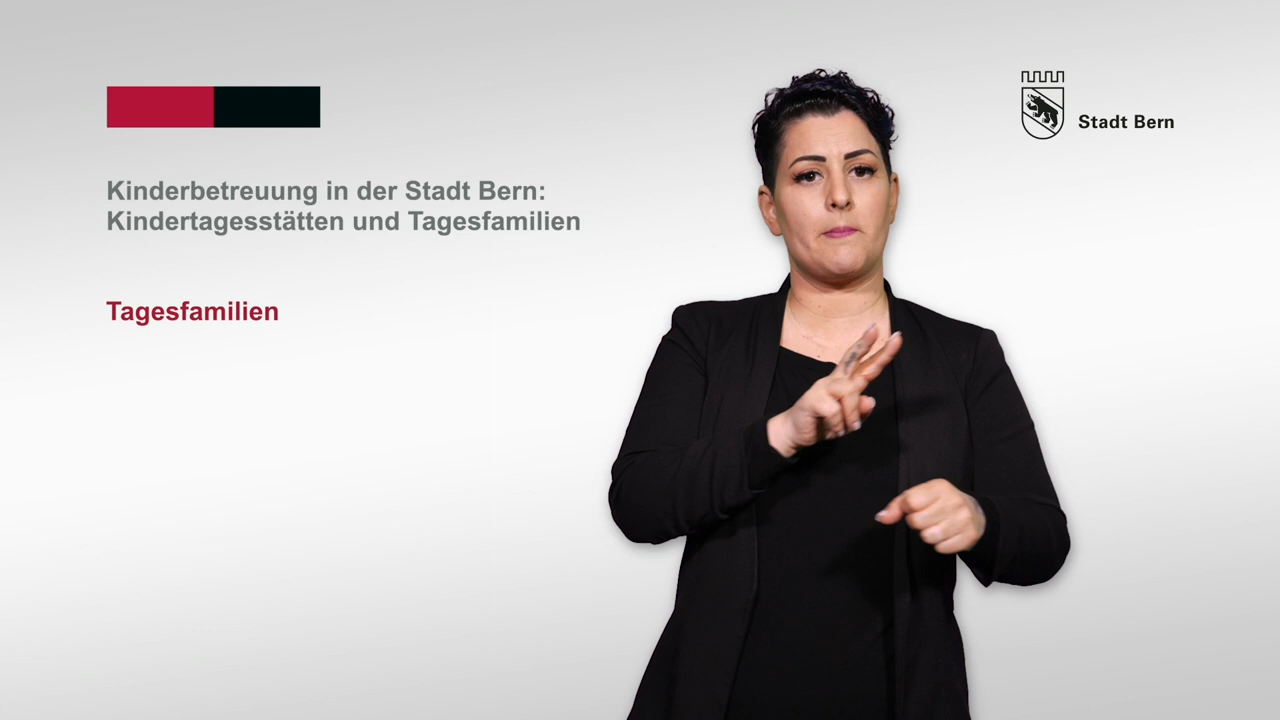 Stadt Bern
Kinderbetreuung in der Stadt Bern:
Kindertagesstätten und Tagesfamilien
Tagesfamilien